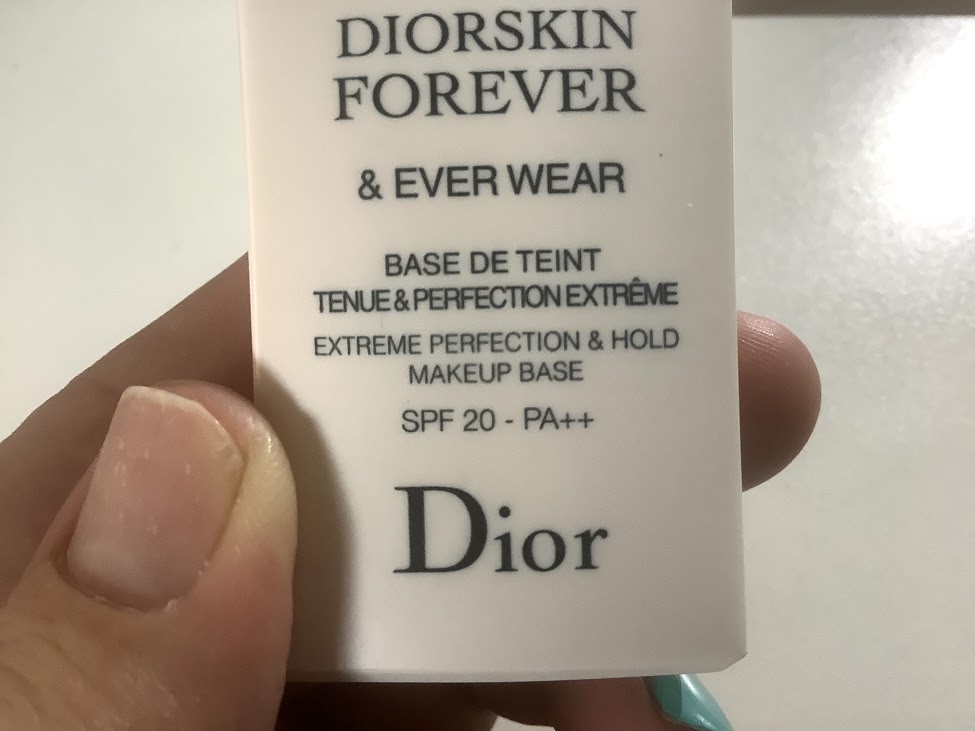 DIORSKIN
FOREVER
& EVER WEAR
BASE DE TEINT
TENUE & PERFECTION EXTRÊME
EXTREME PERFECTION & HOLD
MAKEUP BASE
SPF 20 - PA++
Dior